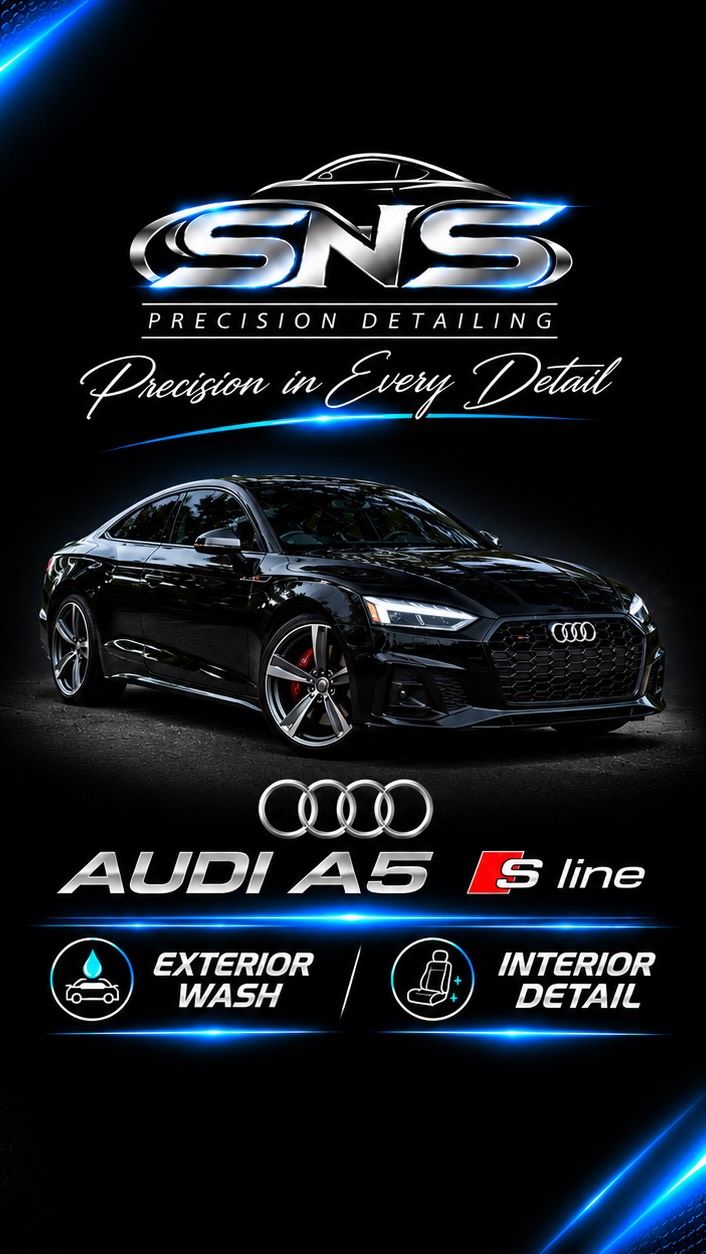 SNS
PRECISION DETAILING
Precision in Every Detail
AUDI A5 S line
EXTERIOR
WASH
INTERIOR
DETAIL